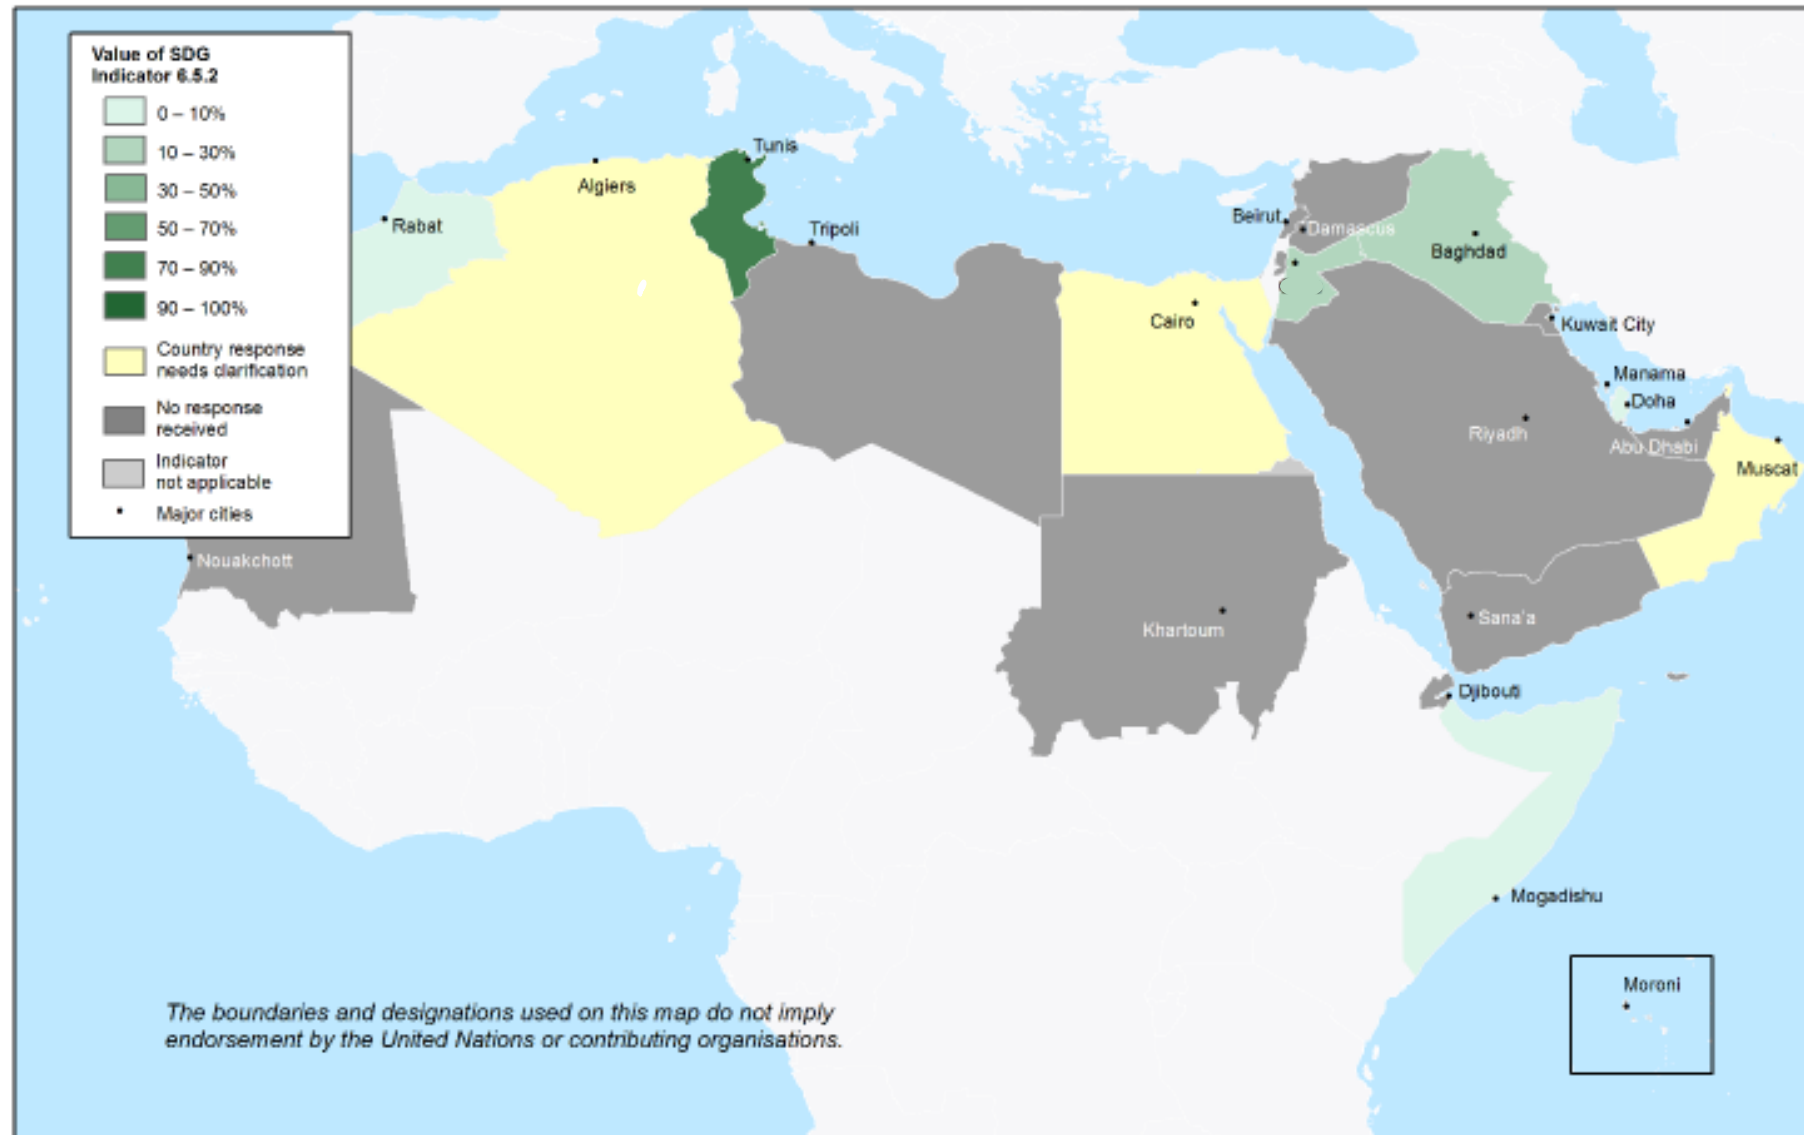 Value of SDG
Indicator 6.5.2
0 – 10%
10 – 30%
30 – 50%
50 – 70%
70 – 90%
90 – 100%
Country response
needs clarification
No response
received
Indicator
not applicable
Major cities
Tunis
Algiers
Rabat
Tripoli
Beirut
Damascus
Baghdad
Cairo
Kuwait City
Manama
Doha
Riyadh
Abu Dhabi
Muscat
Nouakchott
Khartoum
Sana'a
Djibouti
Mogadishu
Moroni
The boundaries and designations used on this map do not imply
endorsement by the United Nations or contributing organisations.